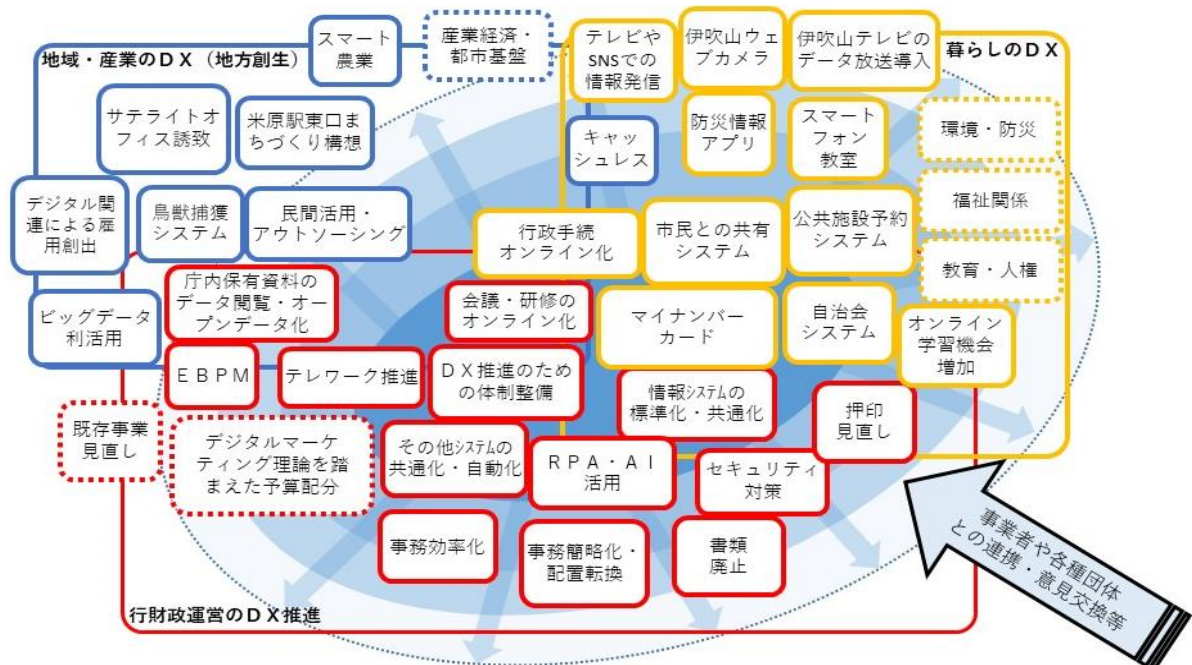 地域・産業のＤＸ（地方創生）
スマート
農業
産業経済・
都市基盤
テレビや
SNSでの
情報発信
伊吹山ウェ
ブカメラ
伊吹山テレビの
データ放送導入
暮らしのＤＸ
サテライトオ
フィス誘致
米原駅東口ま
ちづくり構想
キャッ
シュレス
防災情報
アプリ
スマート
フォン
教室
環境・防災
デジタル関
連による雇
用創出
鳥獣捕獲
システム
民間活用・
アウトソーシング
行政手続
オンライン化
市民との共有
システム
公共施設予約
システム
福祉関係
教育・人権
ビッグデータ
利活用
庁内保有資料の
データ閲覧・オー
プンデータ化
会議・研修の
オンライン化
マイナンバー
カード
自治会
システム
オンライン
学習機会
増加
ＥＢＰＭ
テレワーク推進
ＤＸ推進のため
の体制整備
情報ｼｽﾃﾑの
標準化・共通化
押印
見直し
既存事業
見直し
デジタルマーケ
ティング理論を踏
まえた予算配分
その他ｼｽﾃﾑの
共通化・自動化
ＲＰＡ・ＡＩ
活用
セキュリティ
対策
事務効率化
事務簡略化・
配置転換
書類
廃止
事業者や各種団体
との連携・意見交換等
行財政運営のＤＸ推進